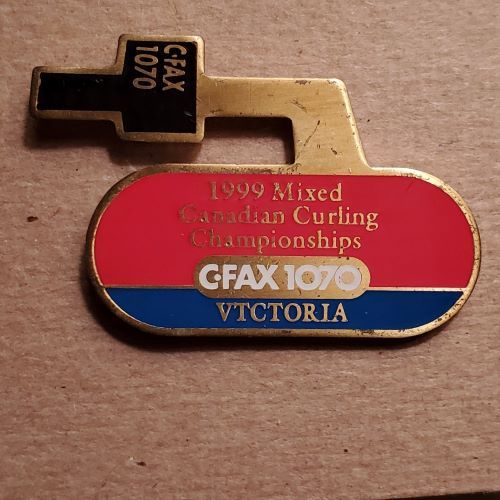 C·FAX
1070
1999 Mixed
Canadian Curling
Championships
C·FAX 1070
VTCTORIA